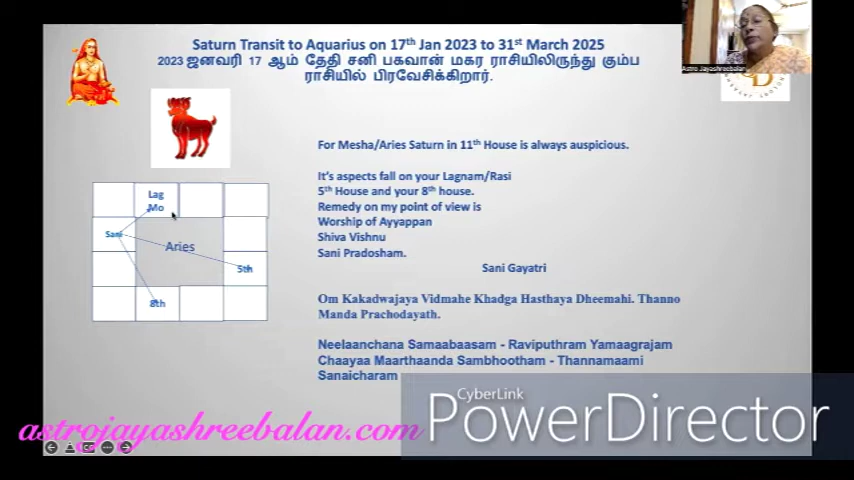 Saturn Transit to Aquarius on 17th Jan 2023 to 31st March 2025
2023 ஜனவரி 17 ஆம் தேதி சனி பகவான் மகர ராசியிலிருந்து கும்ப
ராசியில் பிரவேசிக்கிறார்.
Astro Jayashreebalan
For Mesha/Aries Saturn in 11th House is always auspicious.
It's aspects fall on your Lagnam/Rasi
5th House and your 8th house.
Remedy on my point of view is
Worship of Ayyappan
Shiva Vishnu
Sani Pradosham.
Sani Gayatri
Om Kakadwajaya Vidmahe Khadga Hasthaya Dheemahi. Thanno
Manda Prachodayath.
Neelaanchana Samaabaasam - Raviputhram Yamaagrajam
Chaayaa Maarthaanda Sambhootham - Thannamaami
Sanaicharam
Lag
Mo
Sani
Aries
5th
8th
CyberLink
PowerDirector
astrojayashreebalan.com